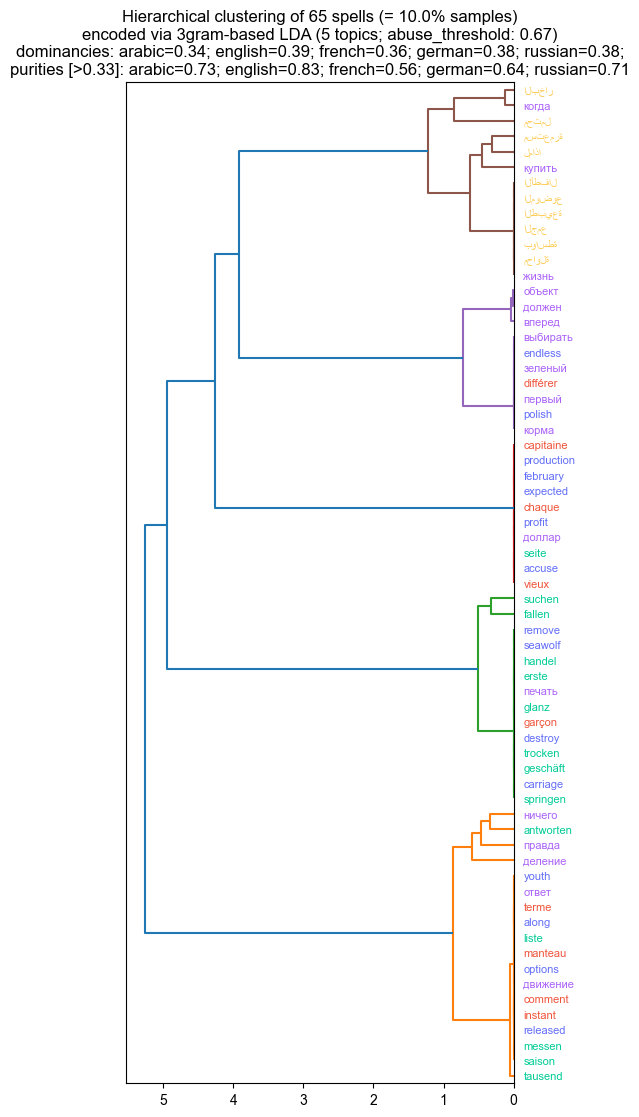 Hierarchical clustering of 65 spells (= 10.0% samples)
encoded via 3gram-based LDA (5 topics; abuse_threshold: 0.67)
dominancies: arabic=0.34; english=0.39; french=0.36; german=0.38; russian=0.38;
purities [>0.33]: arabic=0.73; english=0.83; french=0.56; german=0.64; russian=0.71
البخار
когда
محتمل
مستعمرة
لماذا
купить
الأطفال
الموضوع
الطبيعة
الجمع
بواسطة
محاولة
жизнь
объект
должен
вперед
выбирать
endless
зеленый
différer
первый
polish
корма
capitaine
production
february
expected
chaque
profit
доллар
seite
accuse
vieux
suchen
fallen
remove
seawolf
handel
erste
печать
glanz
garçon
destroy
trocken
geschäft
carriage
springen
ничего
antworten
правда
деление
youth
ответ
terme
along
liste
manteau
options
движение
comment
instant
released
messen
saison
tausend
5 4 3 2 1 0